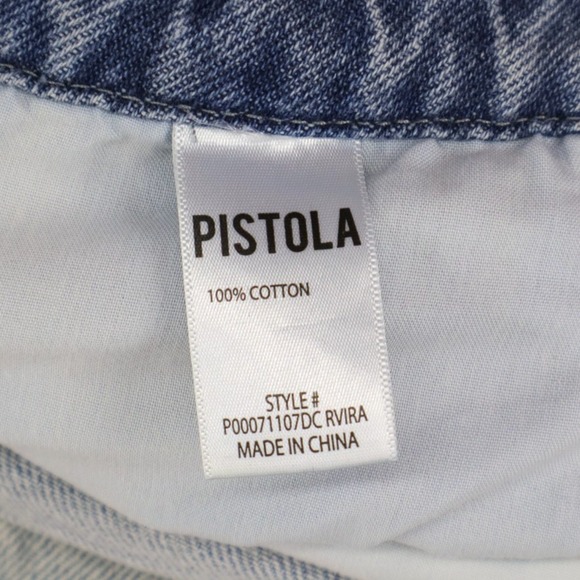 PISTOLA
100% COTTON
STYLE #
P00071107DC RVIRA
MADE IN CHINA